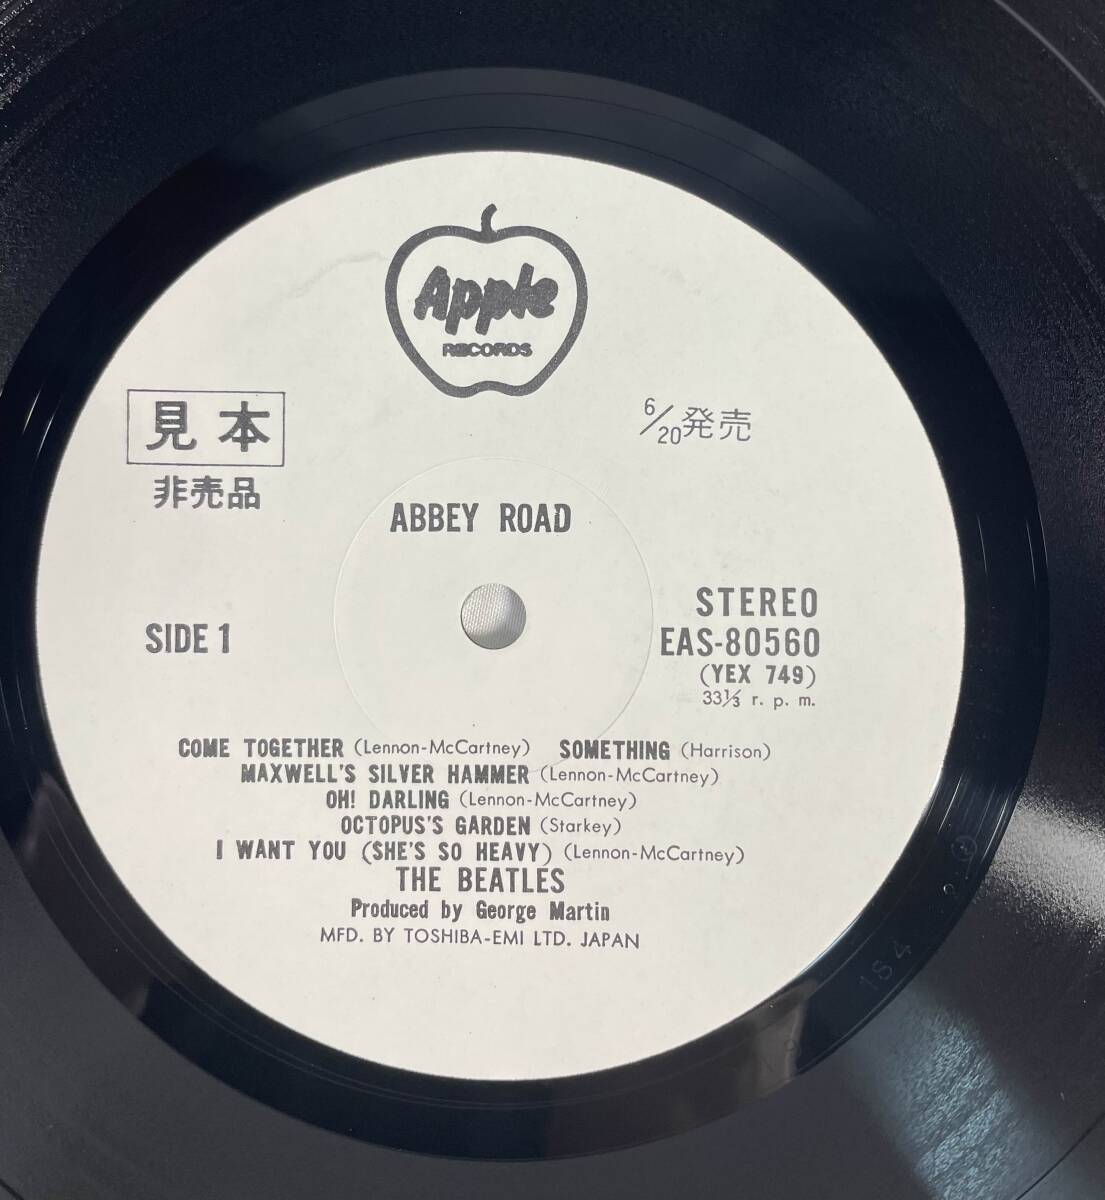 Apple
RECORDS
見本
非売品
6/20発売
ABBEY ROAD
SIDE 1
STEREO
EAS-80560
(YEX 749)
33⅓ r. p. m.
COME TOGETHER (Lennon-McCartney) SOMETHING (Harrison)
MAXWELL'S SILVER HAMMER (Lennon-McCartney)
OH! DARLING (Lennon-McCartney)
OCTOPUS'S GARDEN (Starkey)
I WANT YOU (SHE'S SO HEAVY) (Lennon-McCartney)
THE BEATLES
Produced by George Martin
MFD. BY TOSHIBA-EMI LTD. JAPAN
1S4